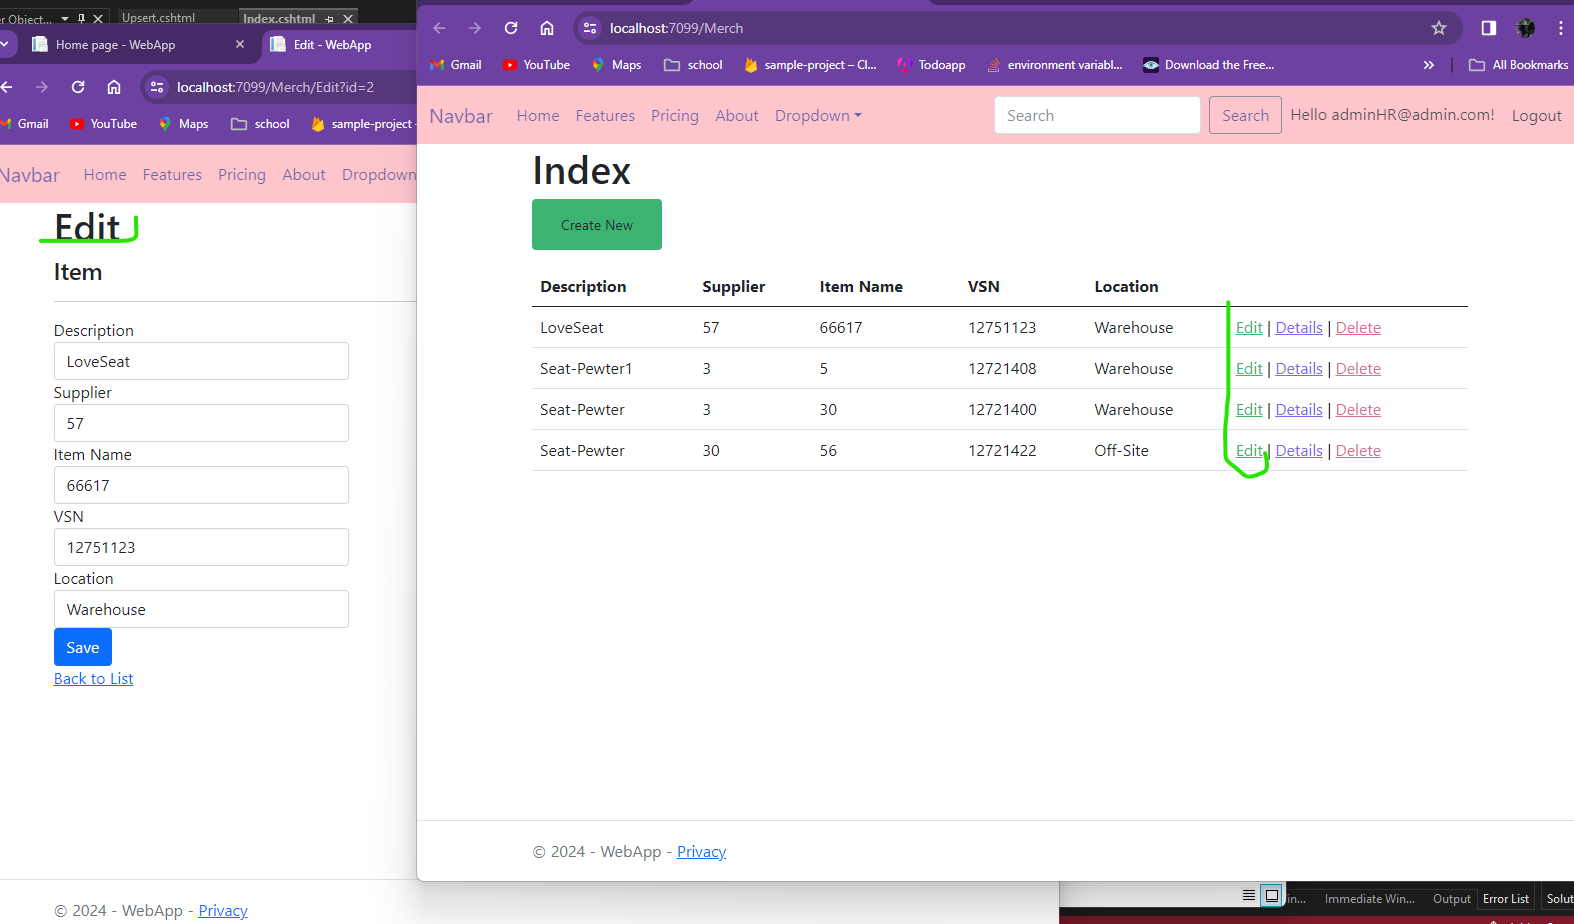 er Object...
Upsert.cshtml
Index.cshtml
Home page - WebApp
Edit - WebApp
localhost:7099/Merch/Edit?id=2
Gmail
YouTube
Maps
school
sample-project
Navbar
Home
Features
Pricing
About
Dropdown
Edit
Item
Description
LoveSeat
Supplier
57
Item Name
66617
VSN
12751123
Location
Warehouse
Save
Back to List
© 2024 - WebApp - Privacy
localhost:7099/Merch
Gmail
YouTube
Maps
school
sample-project – Cl...
Todoapp
environment variabl...
Download the Free...
»
All Bookmarks
Navbar
Home
Features
Pricing
About
Dropdown
Search
Search
Hello adminHR@admin.com!
Logout
Index
Create New
Description Supplier Item Name VSN Location
LoveSeat 57 66617 12751123 Warehouse Edit | Details | Delete
Seat-Pewter1 3 5 12721408 Warehouse Edit | Details | Delete
Seat-Pewter 3 30 12721400 Warehouse Edit | Details | Delete
Seat-Pewter 30 56 12721422 Off-Site Edit | Details | Delete
© 2024 - WebApp - Privacy
in...
Immediate Win...
Output
Error List
Solut